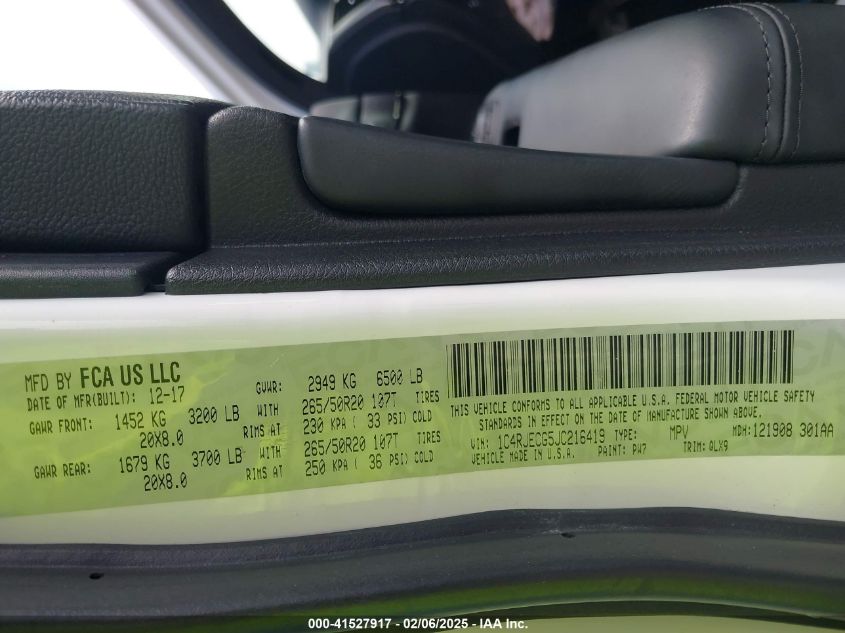 MFD BY FCA US LLC
DATE OF MFR(BUILT): 12-17 GVWR: 2949 KG 6500 LB
GAWR FRONT: 1452 KG 3200 LB WITH 265/50R20 107T TIRES
20X8.0 RIMS AT 230 KPA ( 33 PSI) COLD
GAWR REAR: 1679 KG 3700 LB WITH 265/50R20 107T TIRES
20X8.0 RIMS AT 250 KPA ( 36 PSI) COLD
THIS VEHICLE CONFORMS TO ALL APPLICABLE U.S.A. FEDERAL MOTOR VEHICLE SAFETY
STANDARDS IN EFFECT ON THE DATE OF MANUFACTURE SHOWN ABOVE.
VIN: 1C4RJECG5JC216419 TYPE: MPV MDH:121908 301AA
VEHICLE MADE IN U.S.A. PAINT: PW7 TRIM:QLX9
000-41527917 - 02/06/2025 - IAA Inc.